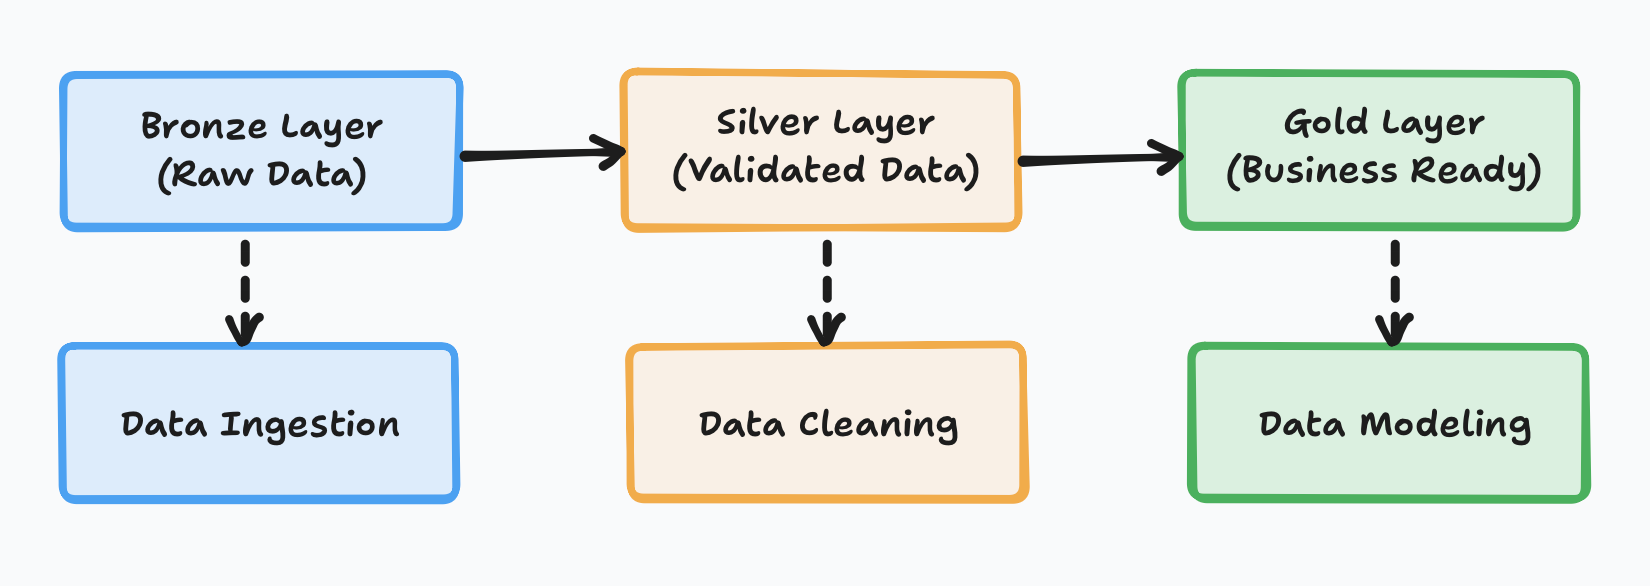 Bronze Layer
(Raw Data)
Silver Layer
(Validated Data)
Gold Layer
(Business Ready)
Data Ingestion
Data Cleaning
Data Modeling